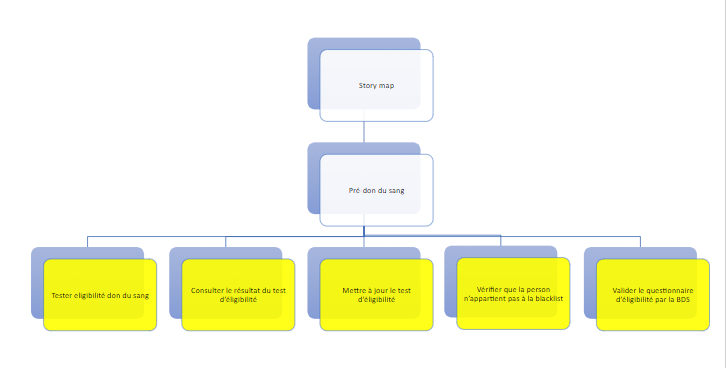 Story map
Pré-don du sang
Tester eligibilité don du sang
Consulter le résultat du test
d'éligibilité
Mettre à jour le test
d'éligibilité
Vérifier que la person
n'appartient pas à la blacklist
Valider le questionnaire
d'éligibilité par la BDS